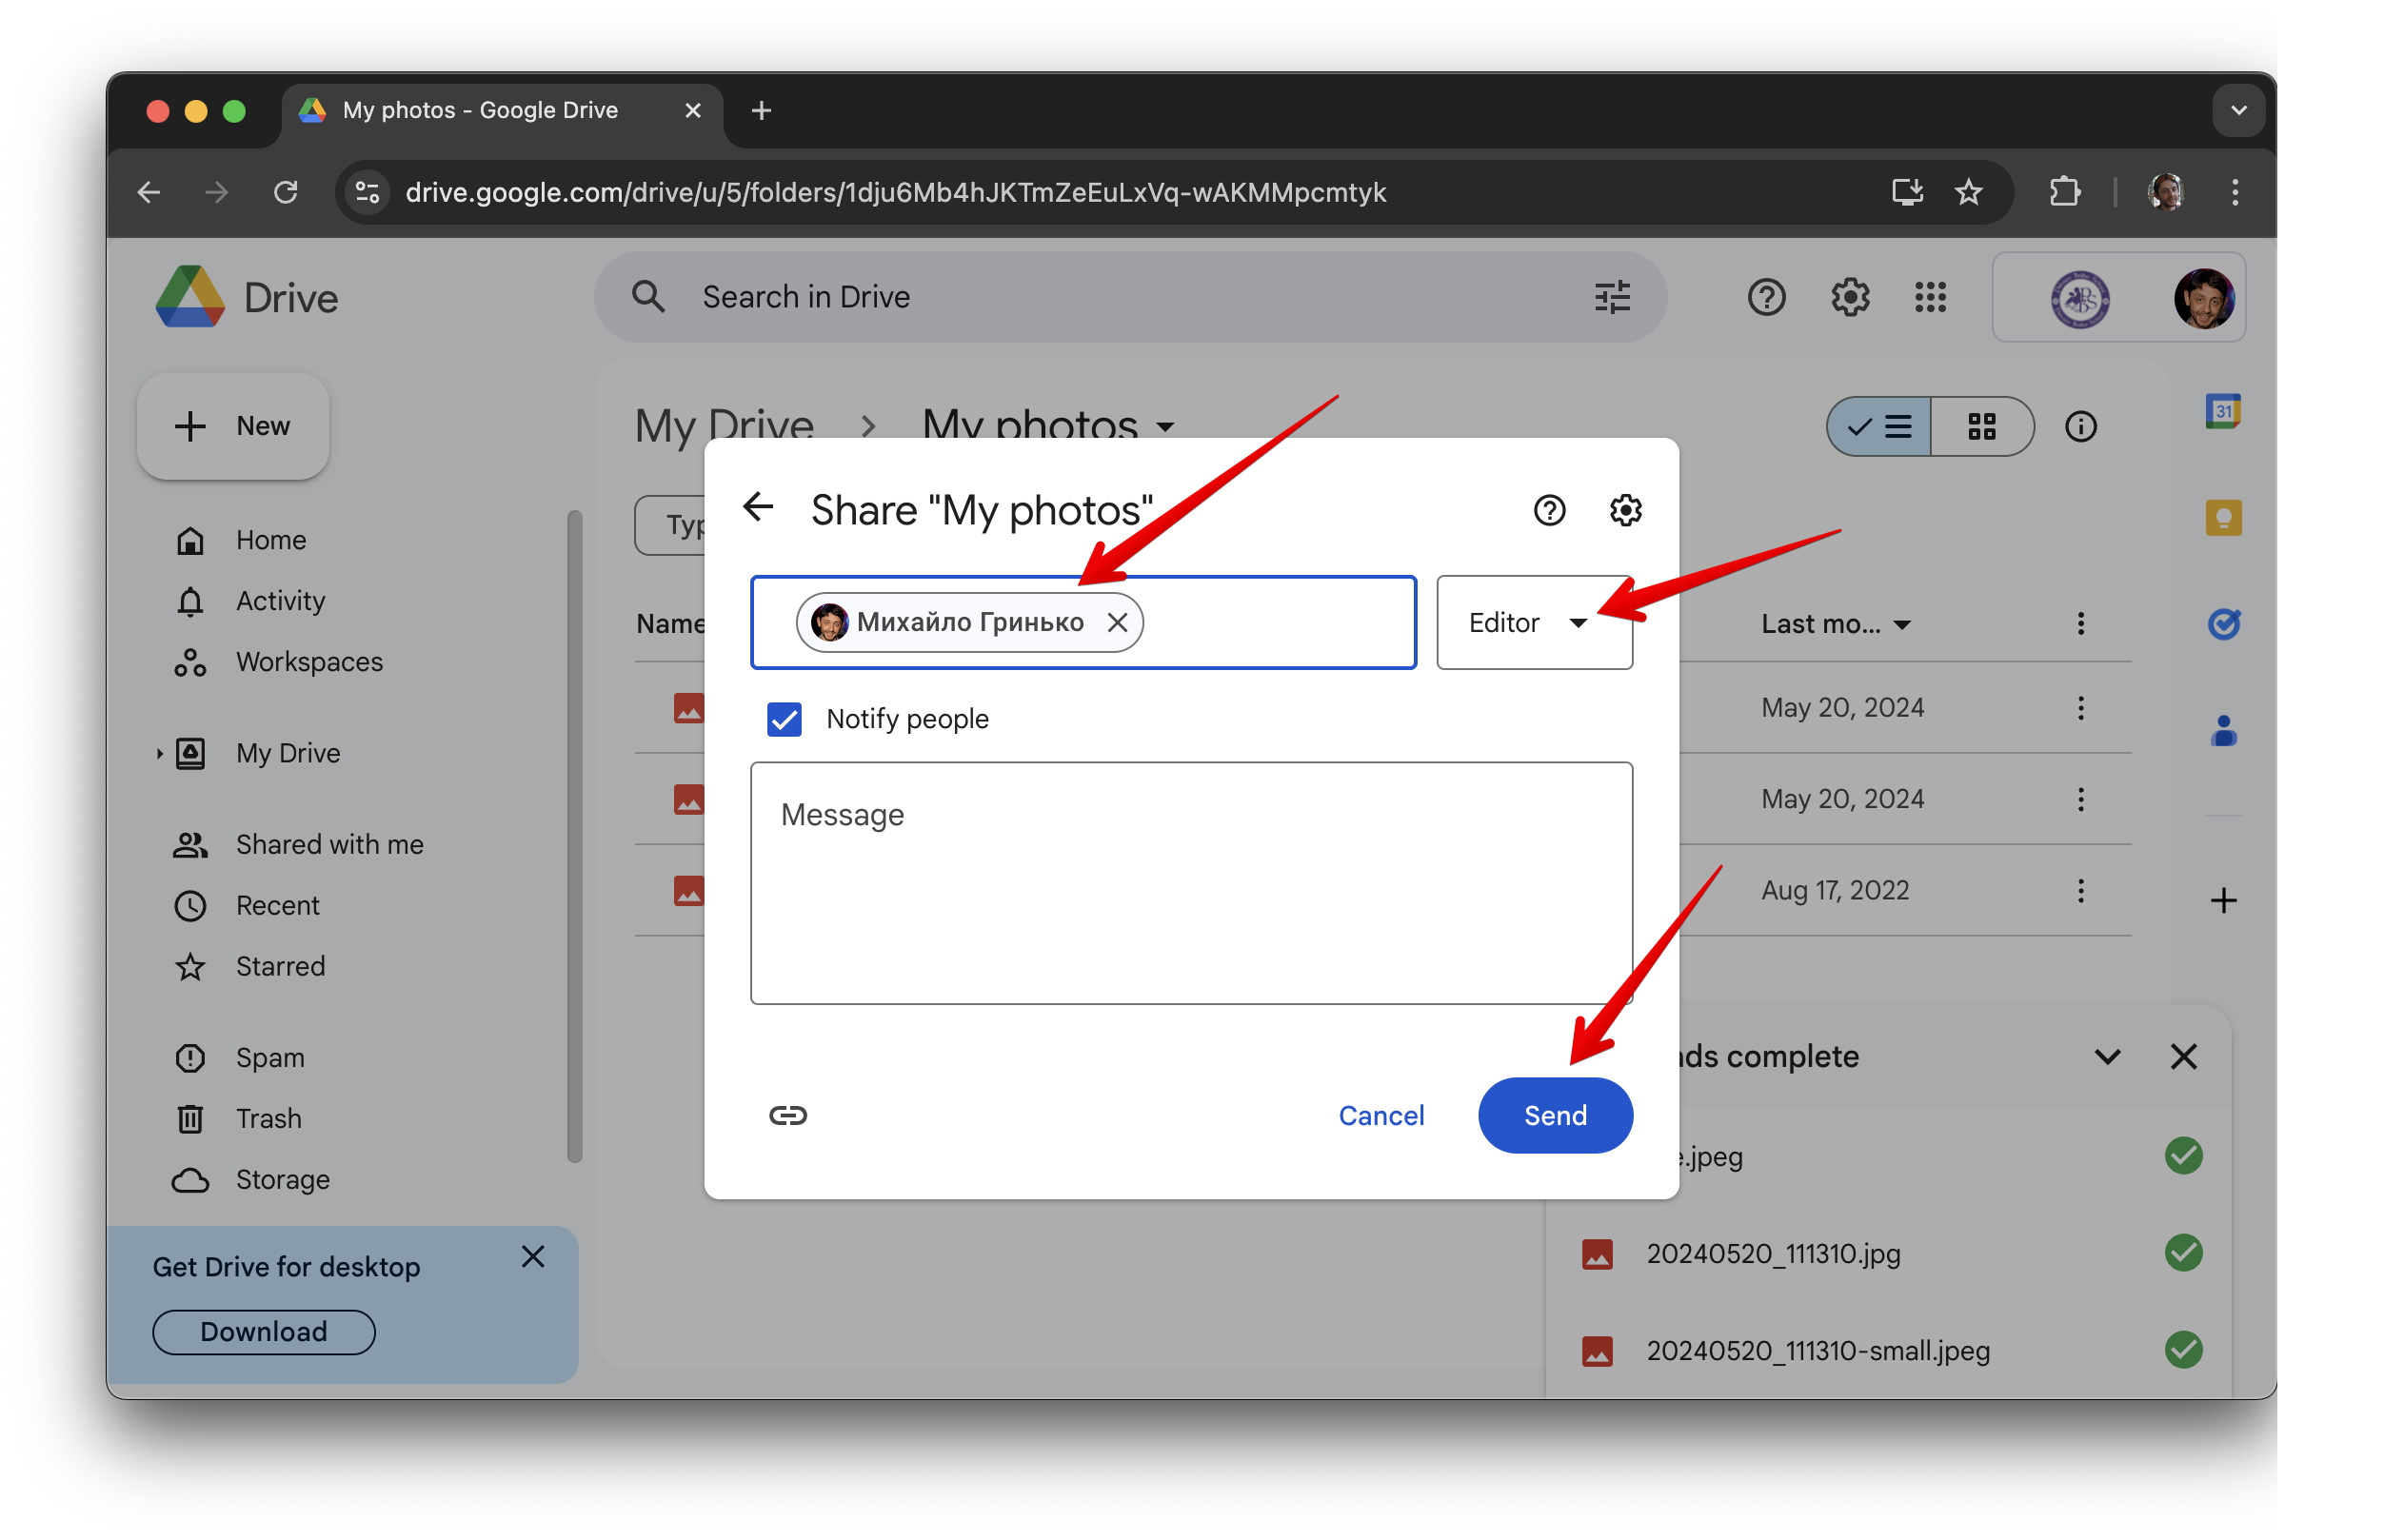 My photos - Google Drive
drive.google.com/drive/u/5/folders/1dju6Mb4hJKTmZeEuLxVq-wAKMMpcmtyk
Drive
Search in Drive
New
Home
Activity
Workspaces
My Drive
Shared with me
Recent
Starred
Spam
Trash
Storage
Get Drive for desktop
Download
My Drive
My photos
Typ
Name
Last mo...
May 20, 2024
May 20, 2024
Aug 17, 2022
Share "My photos"
Михайло Гринько
Editor
Notify people
Message
Cancel
Send
ads complete
e.jpeg
20240520_111310.jpg
20240520_111310-small.jpeg
31